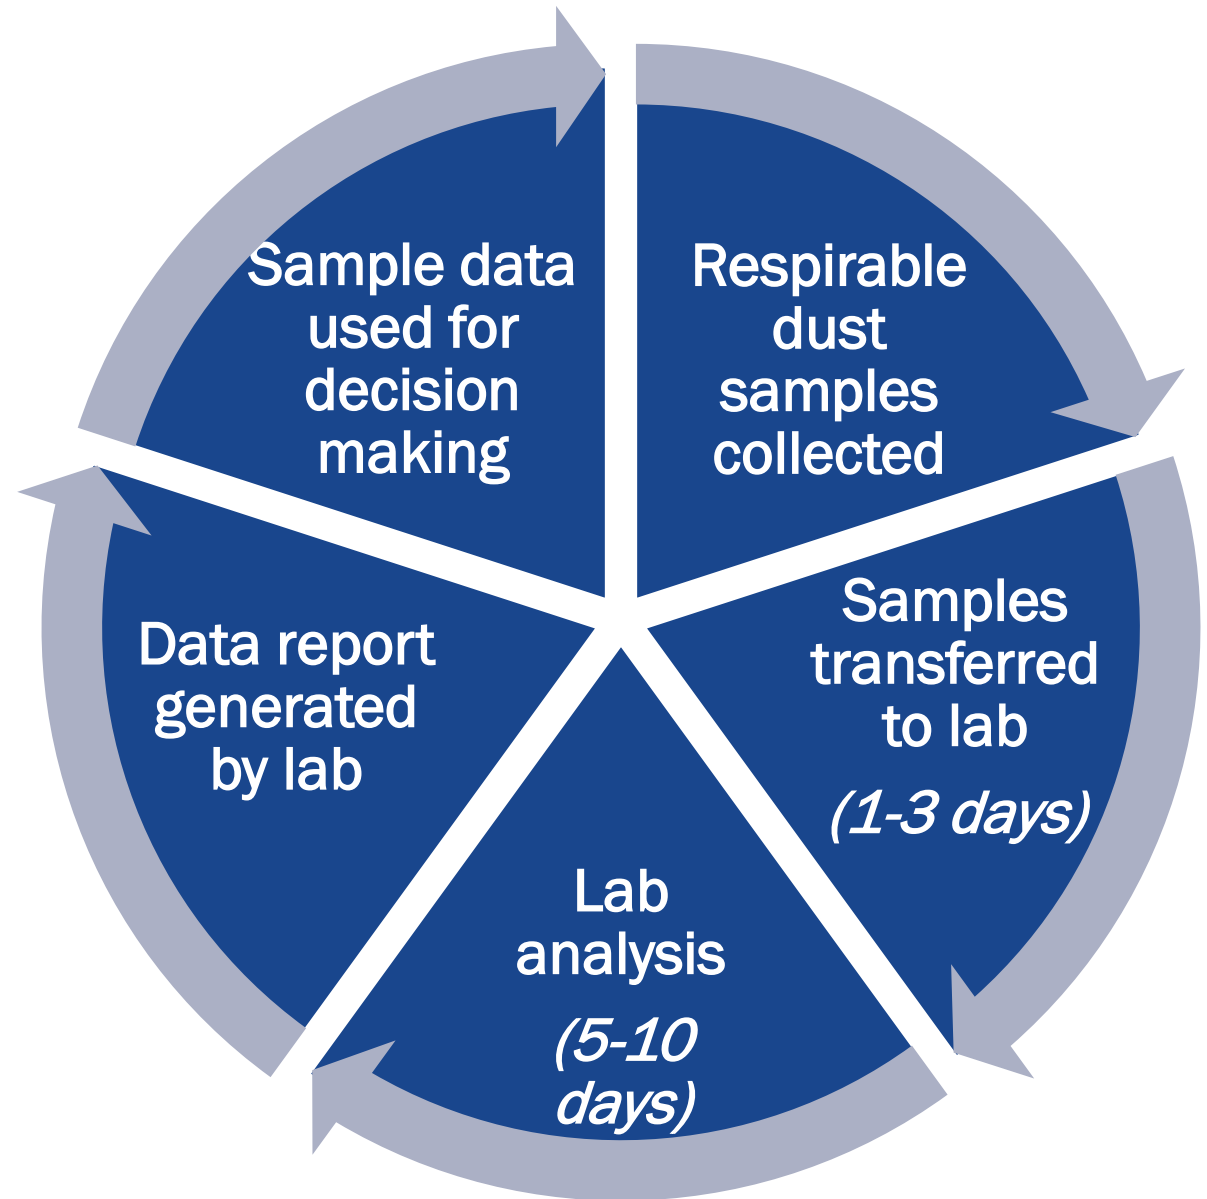 Respirable
dust
samples
collected
Samples
transferred
to lab
(1-3 days)
Lab
analysis
(5-10
days)
Data report
generated
by lab
Sample data
used for
decision
making